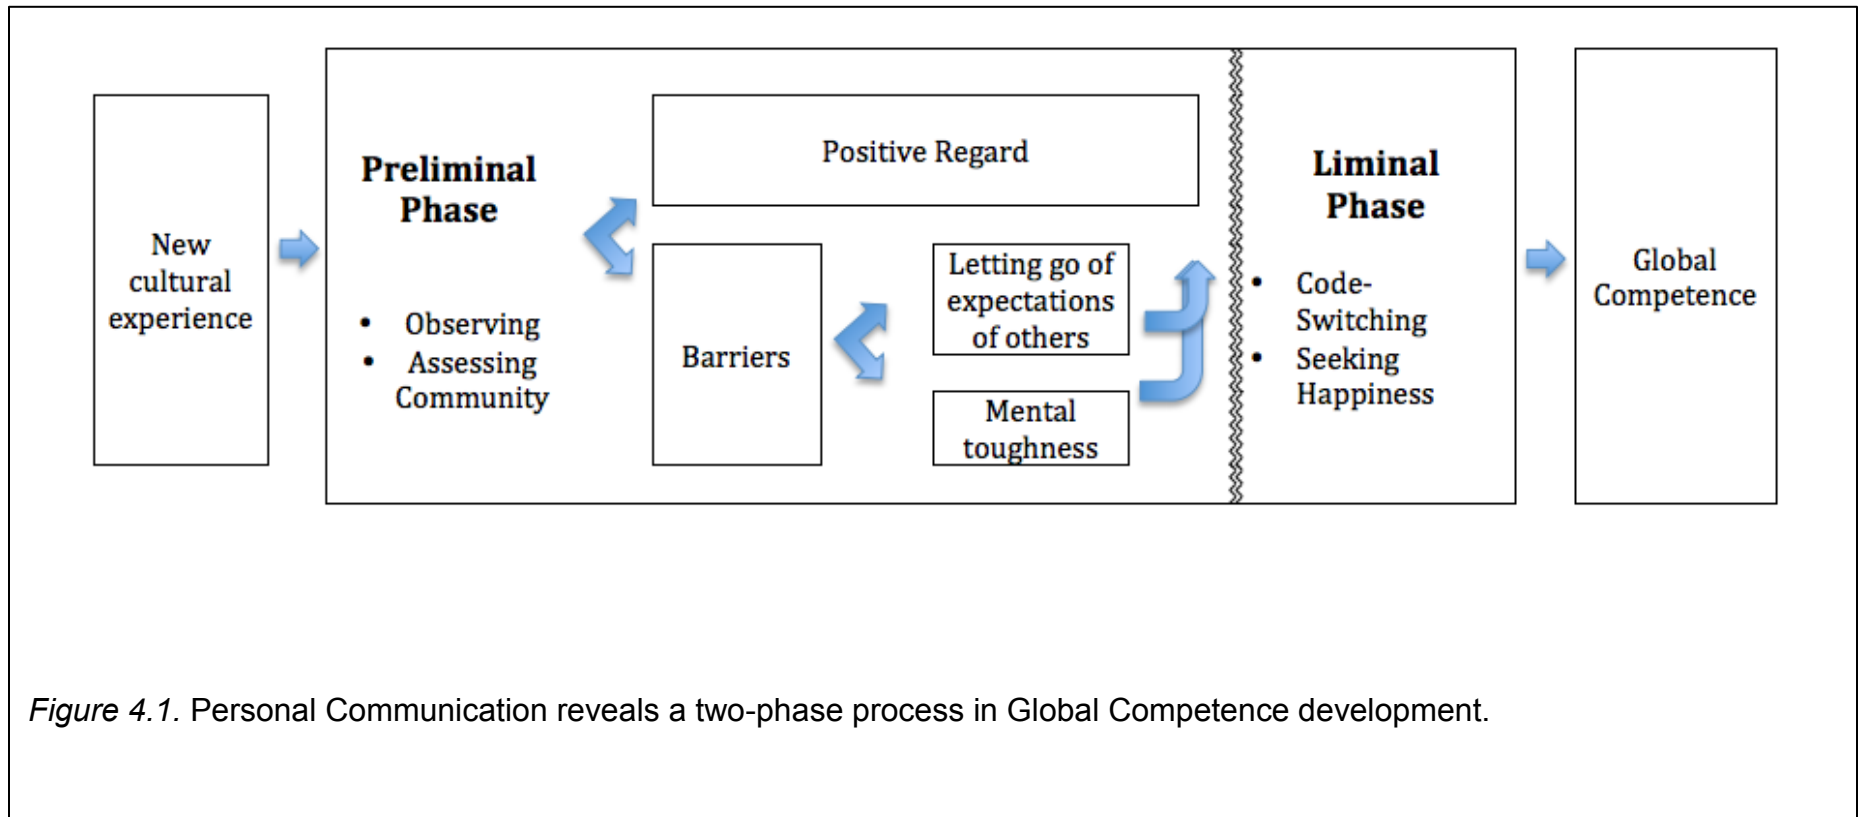 New
cultural
experience
Preliminal
Phase
• Observing
• Assessing
Community
Positive Regard
Barriers
Letting go of
expectations
of others
Mental
toughness
Liminal
Phase
• Code-
Switching
• Seeking
Happiness
Global
Competence
Figure 4.1. Personal Communication reveals a two-phase process in Global Competence development.